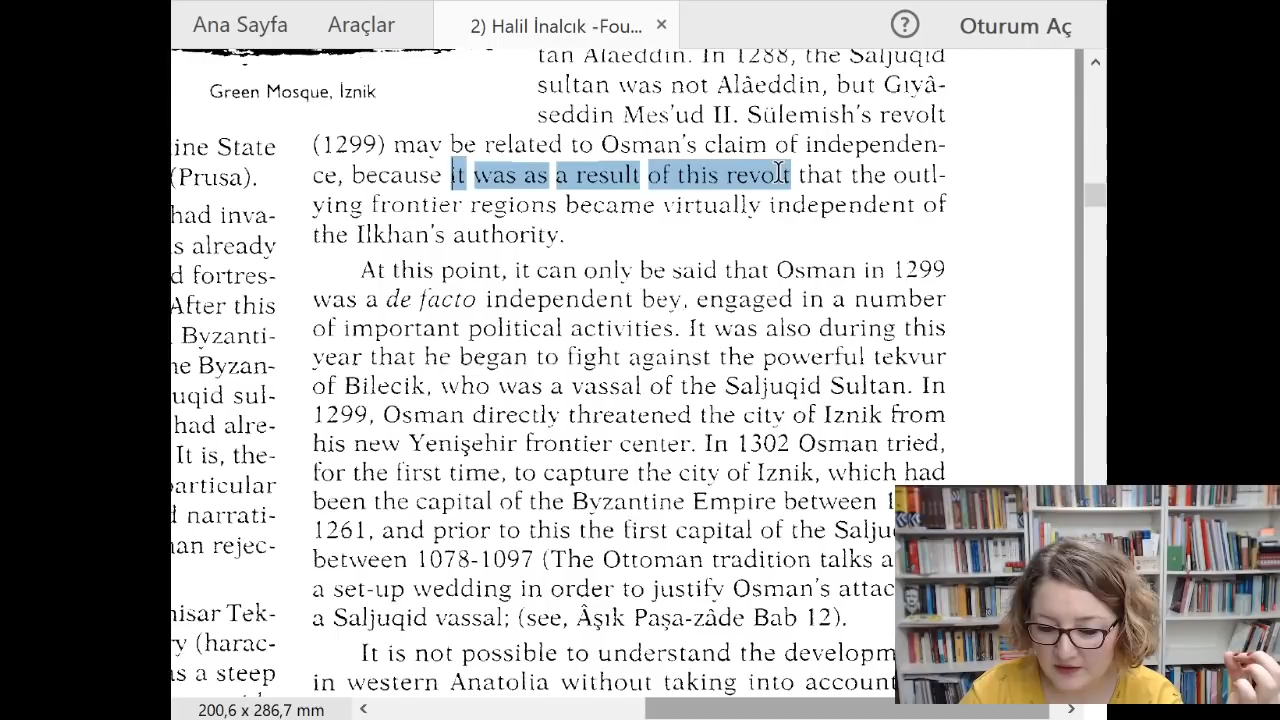 Ana Sayfa
Araçlar
2) Halil İnalcık -Fou...
×
?
Oturum Aç
Green Mosque, İznik
ine State
(Prusa).
had inva-
s already
d fortres-
After this
Byzanti-
he Byzan-
uqid sul-
had alre-
It is, the-
particular
d narrati-
an rejec-
hisar Tek-
ry (harac-
as a steep
tan Alaeddin. In 1288, the Saljuqid
sultan was not Alâeddin, but Gıyâ-
seddin Mes'ud II. Sülemish's revolt
(1299) may be related to Osman's claim of independen-
ce, because it was as a result of this revolt that the outl-
ying frontier regions became virtually independent of
the Ilkhan's authority.
At this point, it can only be said that Osman in 1299
was a de facto independent bey, engaged in a number
of important political activities. It was also during this
year that he began to fight against the powerful tekvur
of Bilecik, who was a vassal of the Saljuqid Sultan. In
1299, Osman directly threatened the city of Iznik from
his new Yenişehir frontier center. In 1302 Osman tried,
for the first time, to capture the city of Iznik, which had
been the capital of the Byzantine Empire between 1
1261, and prior to this the first capital of the Salju
between 1078-1097 (The Ottoman tradition talks a
a set-up wedding in order to justify Osman's attac
a Saljuqid vassal; (see, Âşık Paşa-zâde Bab 12).
It is not possible to understand the developm
in western Anatolia without taking into account
200,6 x 286,7 mm